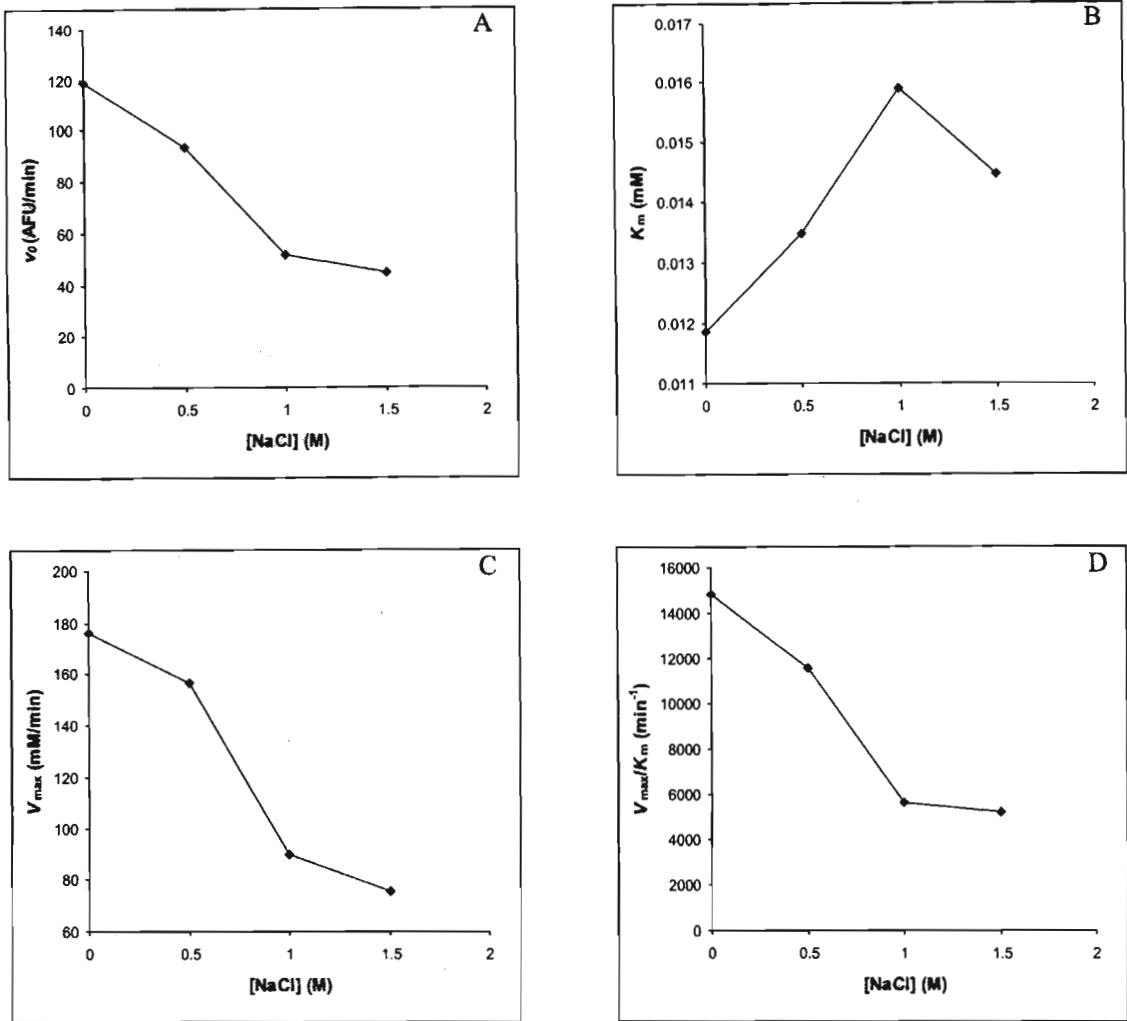 A
140
120
100
80
60
40
20
0
v0 (AFU/min)
0 0.5 1 1.5 2
[NaCl] (M)
B
0.017
0.016
0.015
0.014
0.013
0.012
0.011
Km (mM)
0 0.5 1 1.5 2
[NaCl] (M)
C
200
180
160
140
120
100
80
60
Vmax (mM/min)
0 0.5 1 1.5 2
[NaCl] (M)
D
16000
14000
12000
10000
8000
6000
4000
2000
0
Vmax/Km (min-1)
0 0.5 1 1.5 2
[NaCl] (M)